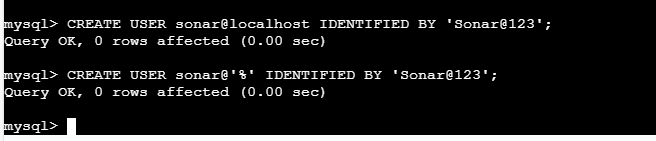 mysql> CREATE USER sonar@localhost IDENTIFIED BY 'Sonar@123';
Query OK, 0 rows affected (0.00 sec)
mysql> CREATE USER sonar@'%' IDENTIFIED BY 'Sonar@123';
Query OK, 0 rows affected (0.00 sec)
mysql>